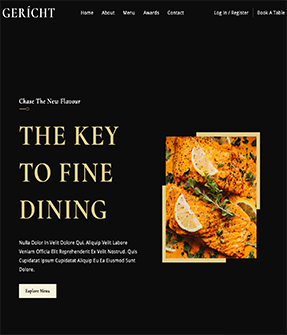 GERİCHT
Home About Menu Awards Contact Log In / Register Book A Table
Chase The New Flavour
THE KEY
TO FINE
DINING
Nulla Dolor In Velit Dolore Qui. Aliquip Velit Labore
Veniam Officia Elit Reprehenderit Ex Velit Nostrud. Quis
Cupidatat Ipsum Cupidatat Aliquip Eu Ea Eiusmod Sunt
Dolore.
Explore Menu